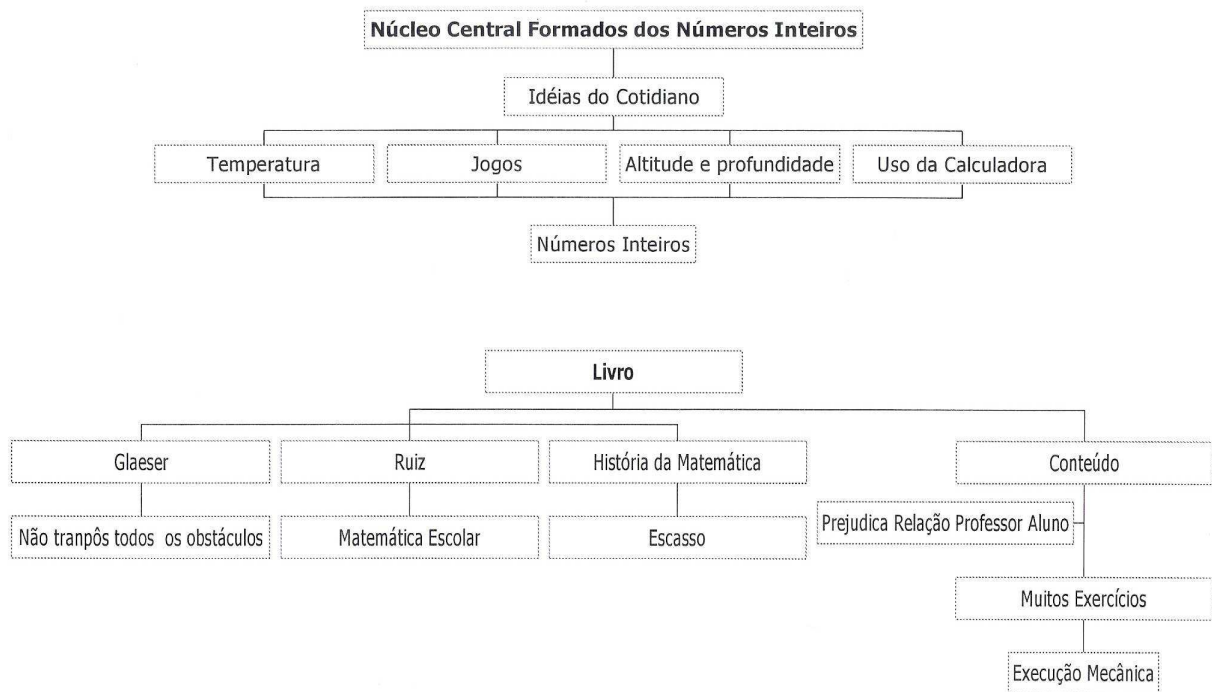 Núcleo Central Formados dos Números Inteiros
Idéias do Cotidiano
Temperatura
Jogos
Altitude e profundidade
Uso da Calculadora
Números Inteiros
Livro
Glaeser
Ruiz
História da Matemática
Conteúdo
Não tranpôs todos os obstáculos
Matemática Escolar
Escasso
Prejudica Relação Professor Aluno
Muitos Exercícios
Execução Mecânica